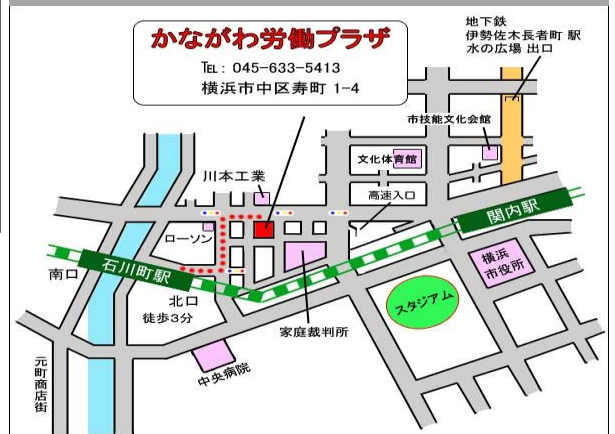 かながわ労働プラザ
TEL: 045-633-5413
横浜市中区寿町 1-4
地下鉄
伊勢佐木長者町 駅
水の広場 出口
市技能文化会館
文化体育館
川本工業
高速入口
関内駅
ローソン
石川町駅
横浜
市役所
南口
北口
徒歩3分
スタジアム
家庭裁判所
中央病院
元町商店街